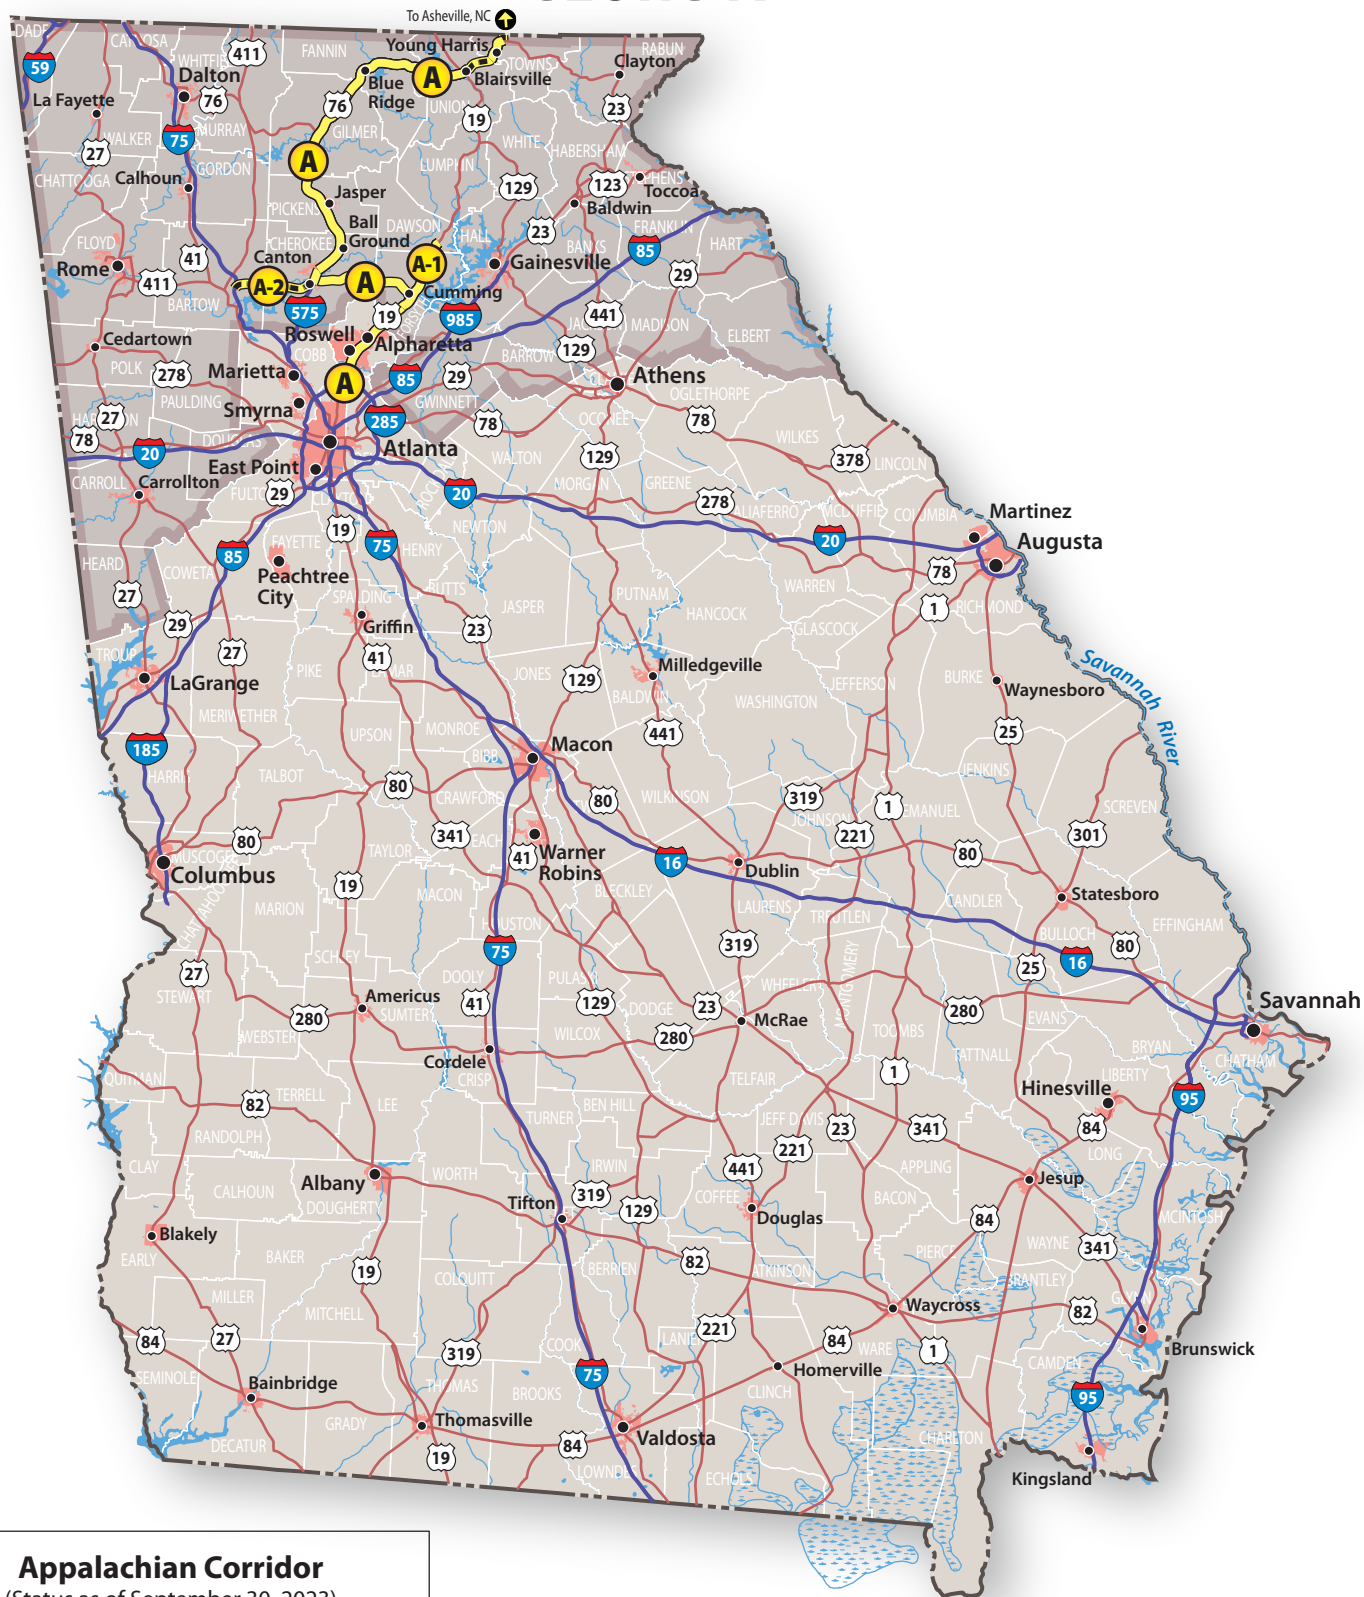 To Asheville, NC
DADE
CATOOSA
WHITFIELD
411
FANNIN
Young Harris
TOWNS
RABUN
59
Dalton
76
Blue
Ridge
A
Blairsville
Clayton
La Fayette
76
UNION
19
23
WALKER
75
MURRAY
GILMER
WHITE
HABERSHAM
27
A
LUMPKIN
CHATTOOGA
Calhoun
GORDON
129
123
Toccoa
Jasper
PICKENS
Baldwin
FLOYD
41
Ball
Ground
DAWSON
HALL
23
BANKS
FRANKLIN
85
HART
CHEROKEE
Rome
Canton
A-1
Gainesville
29
411
A-2
A
Cumming
BARTOW
575
19
FORSYTH
985
441
MADISON
ELBERT
Cedartown
Roswell
Alpharetta
COBB
BARROW
129
POLK
278
Marietta
A
85
29
Athens
OGLETHORPE
PAULDING
Smyrna
285
GWINNETT
27
78
OCONEE
78
78
WILKES
20
DOUGLAS
Atlanta
WALTON
129
378
LINCOLN
East Point
CARROLL
Carrollton
29
20
MORGAN
GREENE
278
COLUMBIA
NEWTON
20
Martinez
Augusta
19
75
HENRY
85
FAYETTE
HEARD
COWETA
Peachtree
City
78
27
SPALDING
BUTTS
JASPER
PUTNAM
HANCOCK
WARREN
1
RICHMOND
29
Griffin
23
GLASCOCK
27
41
TROUP
LaGrange
PIKE
LAMAR
JONES
129
Milledgeville
BALDWIN
JEFFERSON
BURKE
Waynesboro
Savannah River
MERIWETHER
WASHINGTON
185
UPSON
MONROE
Macon
441
25
BIBB
HARRIS
TALBOT
JENKINS
80
CRAWFORD
80
WILKINSON
319
1
EMANUEL
SCREVEN
341
JOHNSON
221
301
80
TAYLOR
41
Warner
Robins
16
Dublin
80
MUSCOGEE
Columbus
19
MACON
BLECKLEY
LAURENS
CANDLER
Statesboro
MARION
TREUTLEN
EFFINGHAM
HOUSTON
BULLOCH
75
319
80
SCHLEY
16
27
25
DOOLY
PULASKI
WHEELER
MONTGOMERY
STEWART
Americus
SUMTER
41
129
DODGE
23
McRae
280
Savannah
280
WEBSTER
WILCOX
280
TOOMBS
EVANS
Cordele
TATTNALL
BRYAN
CHATHAM
QUITMAN
CRISP
TELFAIR
1
LIBERTY
82
TERRELL
LEE
TURNER
BEN HILL
JEFF DAVIS
Hinesville
95
RANDOLPH
23
341
84
221
LONG
CLAY
WORTH
IRWIN
441
APPLING
Albany
CALHOUN
DOUGHERTY
319
COFFEE
BACON
Jesup
Tifton
129
Douglas
84
MCINTOSH
Blakely
EARLY
BAKER
PIERCE
WAYNE
341
19
BERRIEN
82
ATKINSON
COLQUITT
BRANTLEY
MILLER
MITCHELL
Waycross
82
84
27
221
COOK
LANIER
84
WARE
1
Brunswick
319
75
Homerville
CAMDEN
SEMINOLE
Bainbridge
THOMAS
BROOKS
CLINCH
95
GRADY
Thomasville
Valdosta
CHARLTON
DECATUR
19
84
LOWNDES
ECHOLS
Kingsland
Appalachian Corridor
(Status as of September 30, 2023)